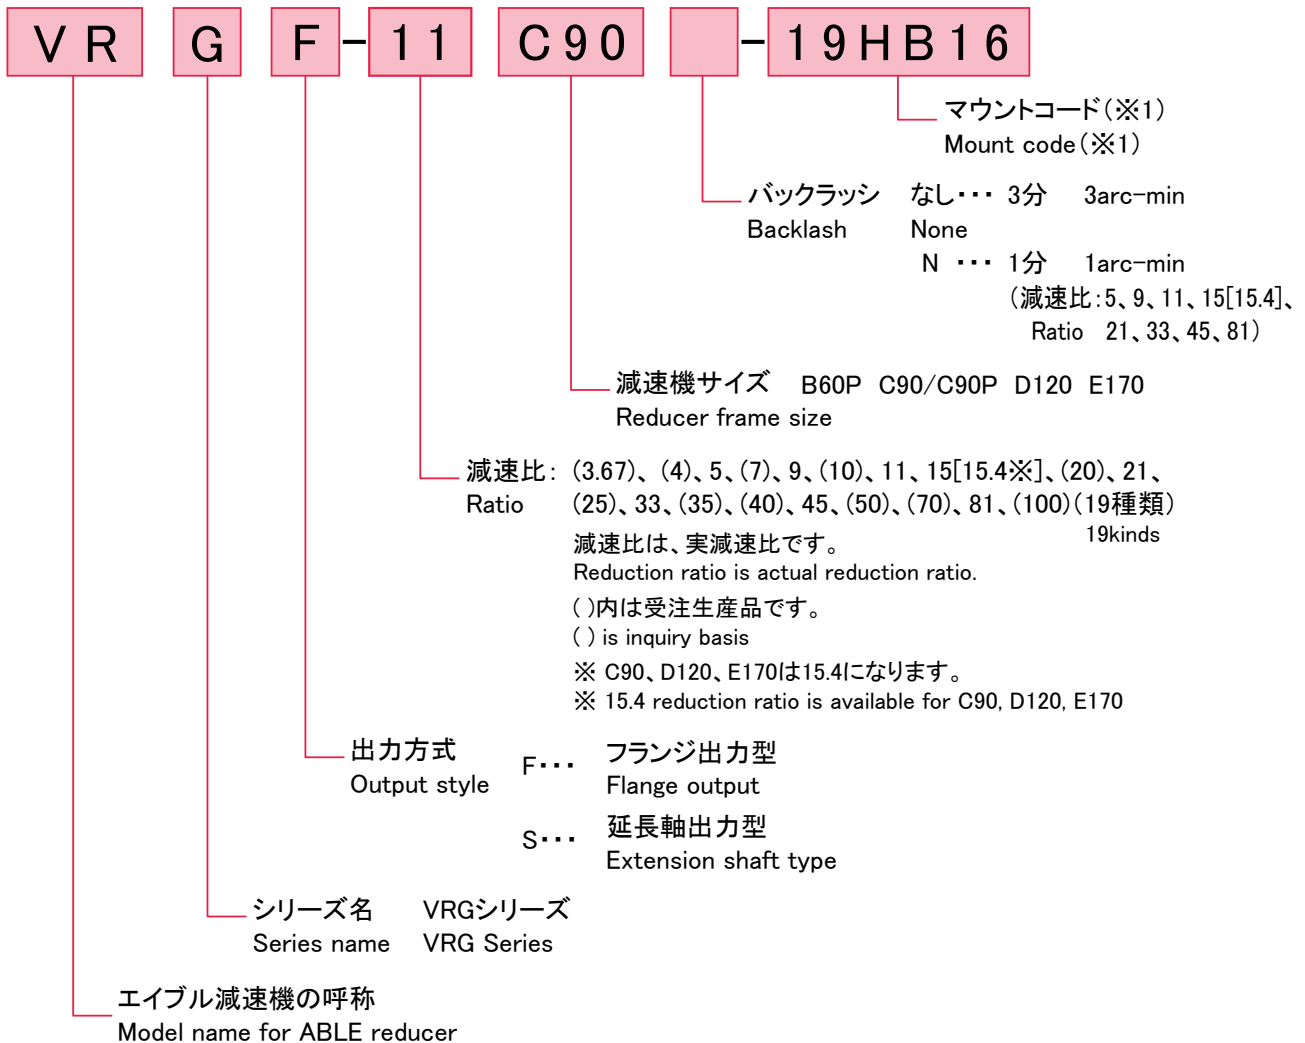 VR G F-11 C90 -19HB16
マウントコード(※1)
Mount code(※1)
バックラッシ なし・・・ 3分 3arc-min
Backlash None
N ・・・ 1分 1arc-min
(減速比:5、9、11、15[15.4]、
Ratio 21、33、45、81)
減速機サイズ B60P C90/C90P D120 E170
Reducer frame size
減速比: (3.67)、(4)、5、(7)、9、(10)、11、15[15.4※]、(20)、21、
Ratio (25)、33、(35)、(40)、45、(50)、(70)、81、(100)(19種類)
19kinds
減速比は、実減速比です。
Reduction ratio is actual reduction ratio.
( )内は受注生産品です。
( ) is inquiry basis
※ C90、D120、E170は15.4になります。
※ 15.4 reduction ratio is available for C90, D120, E170
出力方式 F・・・ フランジ出力型
Output style Flange output
S・・・ 延長軸出力型
Extension shaft type
シリーズ名 VRGシリーズ
Series name VRG Series
エイブル減速機の呼称
Model name for ABLE reducer